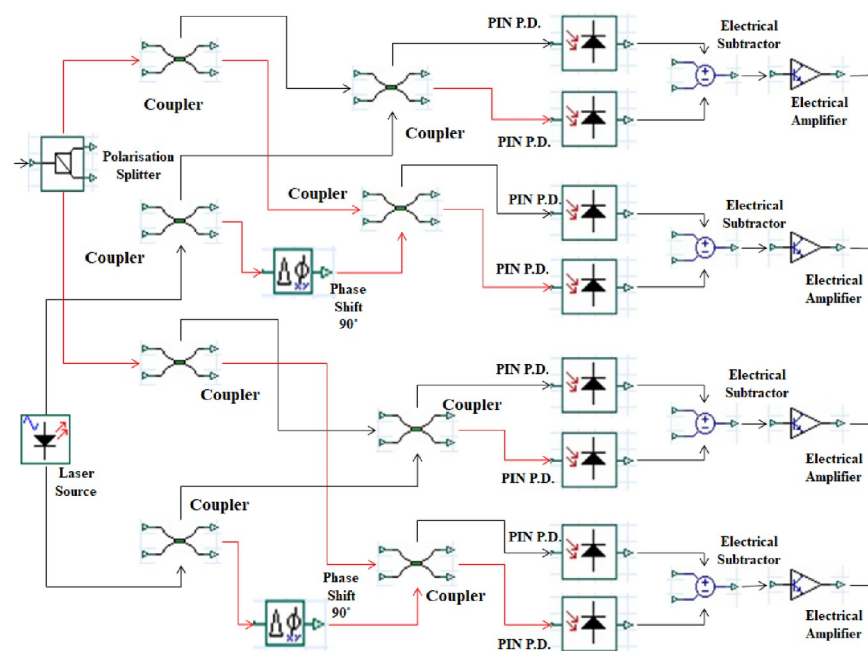 PIN P.D.
Electrical
Subtractor
Coupler
Coupler
PIN P.D.
Electrical
Amplifier
Polarisation
Splitter
Coupler
PIN P.D.
Electrical
Subtractor
Coupler
Phase
Shift
90˚
PIN P.D.
Electrical
Amplifier
Coupler
PIN P.D.
Electrical
Subtractor
Coupler
Laser
Source
PIN P.D.
Electrical
Amplifier
Coupler
PIN P.D.
Electrical
Subtractor
Phase
Shift
90˚
Coupler
PIN P.D.
Electrical
Amplifier